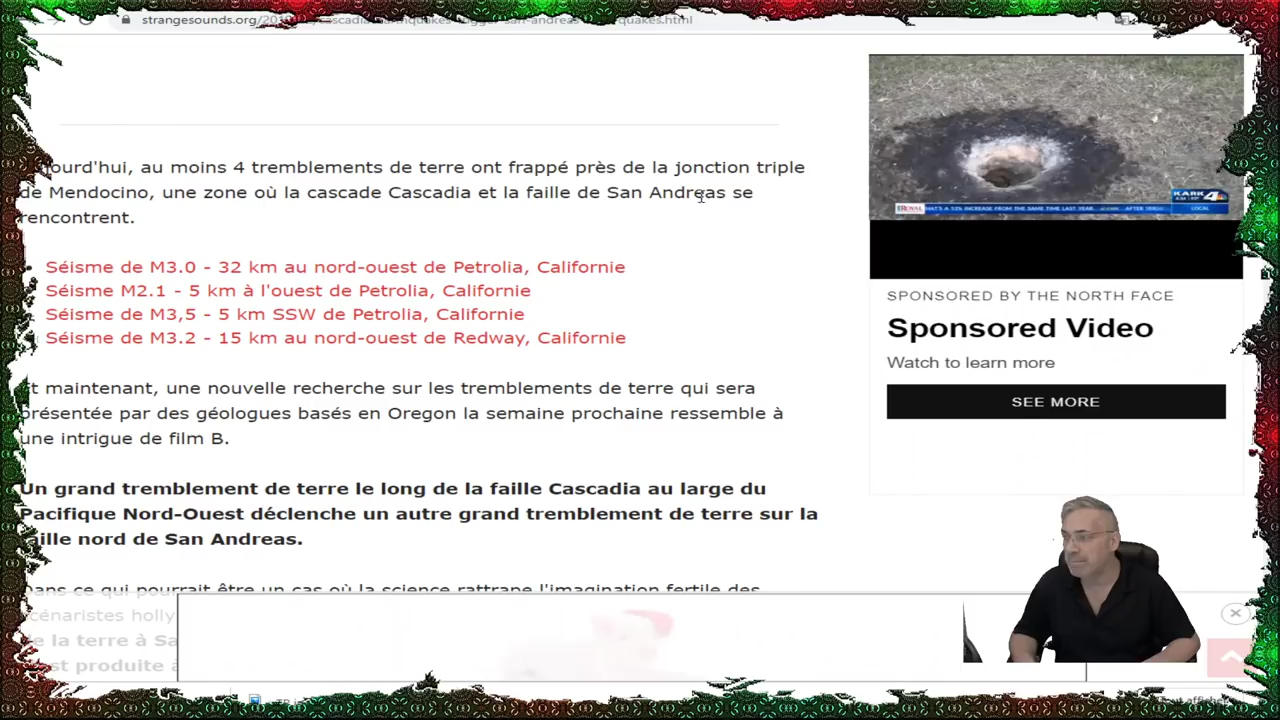 strangesounds.org/20
quakes.html
SPONSORED BY THE NORTH FACE
Sponsored Video
Watch to learn more
SEE MORE
KARK 4
LOCAL
au moins 4 tremblements de terre ont frappé près de la jonction triple
de Mendocino, une zone où la cascade Cascadia et la faille de San Andreas se
rencontrent.
Séisme de M3.0 - 32 km au nord-ouest de Petrolia, Californie
Séisme M2.1 - 5 km à l'ouest de Petrolia, Californie
Séisme de M3,5 - 5 km SSW de Petrolia, Californie
Séisme de M3.2 - 15 km au nord-ouest de Redway, Californie
maintenant, une nouvelle recherche sur les tremblements de terre qui sera
présentée par des géologues basés en Oregon la semaine prochaine ressemble à
une intrigue de film B.
Un grand tremblement de terre le long de la faille Cascadia au large du
Pacifique Nord-Ouest déclenche un autre grand tremblement de terre sur la
faille nord de San Andreas.
Dans ce qui pourrait être un cas où la science rattrape l'imagination fertile des
scénaristes holly
de la terre à Sa
est produite a